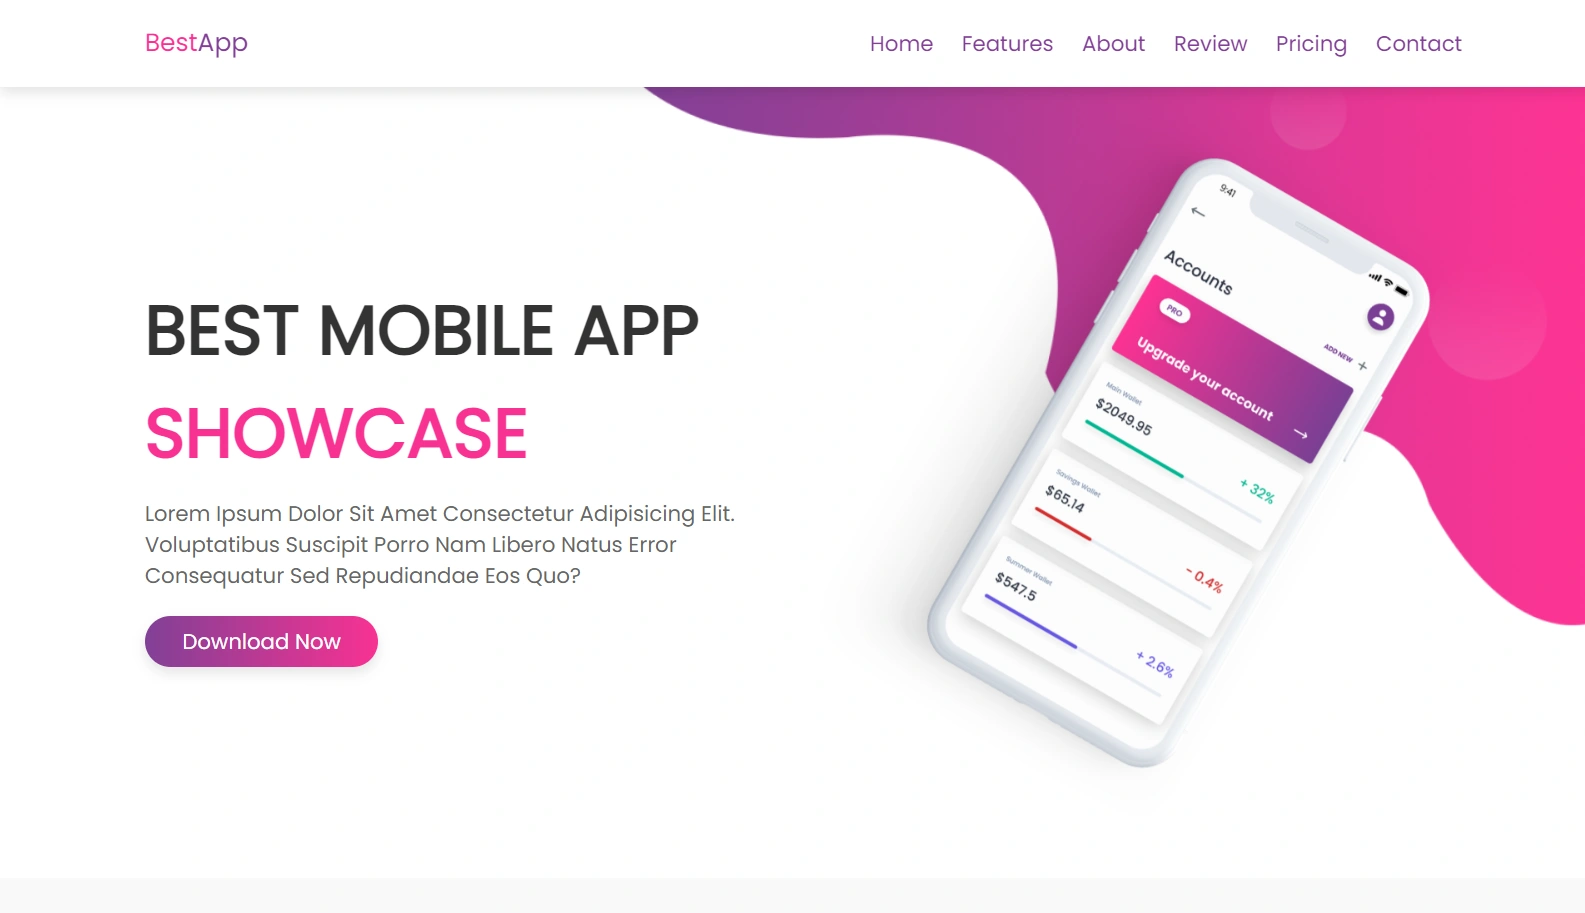 BestApp
Home Features About Review Pricing Contact
BEST MOBILE APP
SHOWCASE
Lorem Ipsum Dolor Sit Amet Consectetur Adipisicing Elit.
Voluptatibus Suscipit Porro Nam Libero Natus Error
Consequatur Sed Repudiandae Eos Quo?
Download Now
9:41
Accounts
ADD NEW +
PRO
Upgrade your account
Main Wallet
$2049.95
+ 32%
Savings Wallet
$65.14
- 0.4%
Summer Wallet
$547.5
+ 2.6%